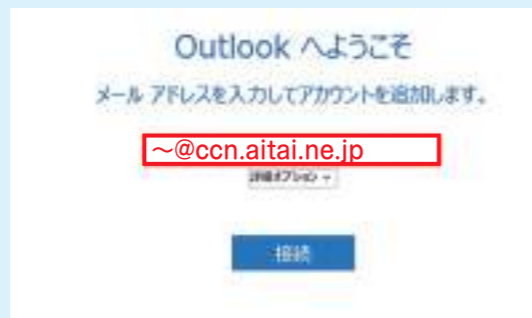 Outlook へようこそ
メール アドレスを入力してアカウントを追加します。
～@ccn.aitai.ne.jp
詳細オプション
接続